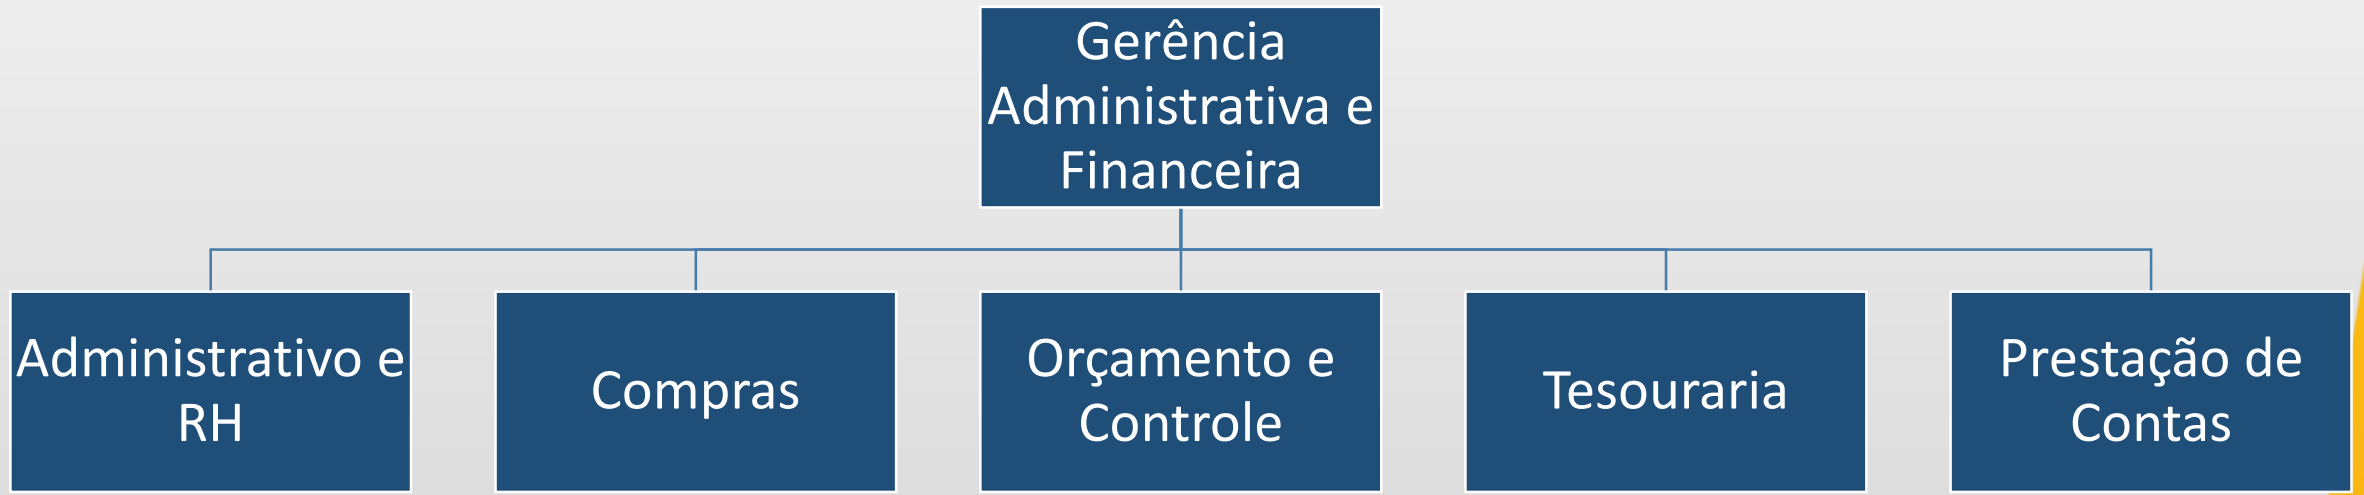 Gerência
Administrativa e
Financeira
Administrativo e
RH
Compras
Orçamento e
Controle
Tesouraria
Prestação de
Contas